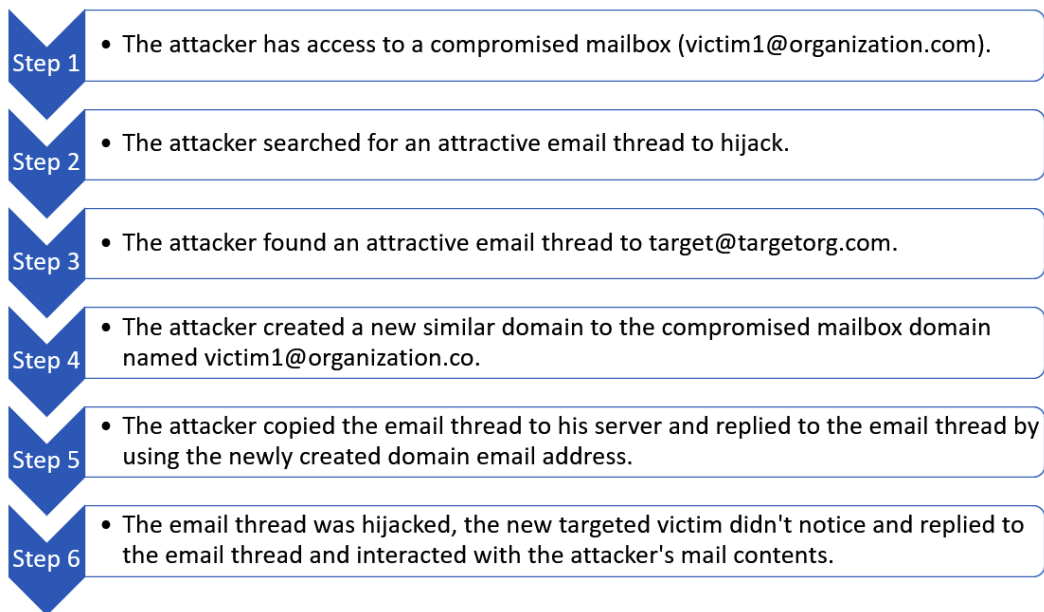 Step 1
• The attacker has access to a compromised mailbox (victim1@organization.com).
Step 2
• The attacker searched for an attractive email thread to hijack.
Step 3
• The attacker found an attractive email thread to target@targetorg.com.
Step 4
• The attacker created a new similar domain to the compromised mailbox domain
named victim1@organization.co.
Step 5
• The attacker copied the email thread to his server and replied to the email thread by
using the newly created domain email address.
Step 6
• The email thread was hijacked, the new targeted victim didn't notice and replied to
the email thread and interacted with the attacker's mail contents.